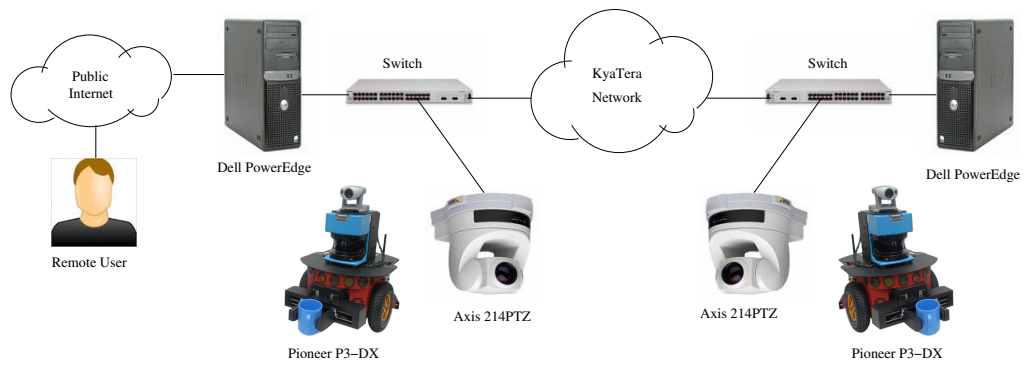 Public
Internet
Remote User
Dell PowerEdge
Switch
Axis 214PTZ
Pioneer P3−DX
KyaTera
Network
Switch
Dell PowerEdge
Axis 214PTZ
Pioneer P3−DX